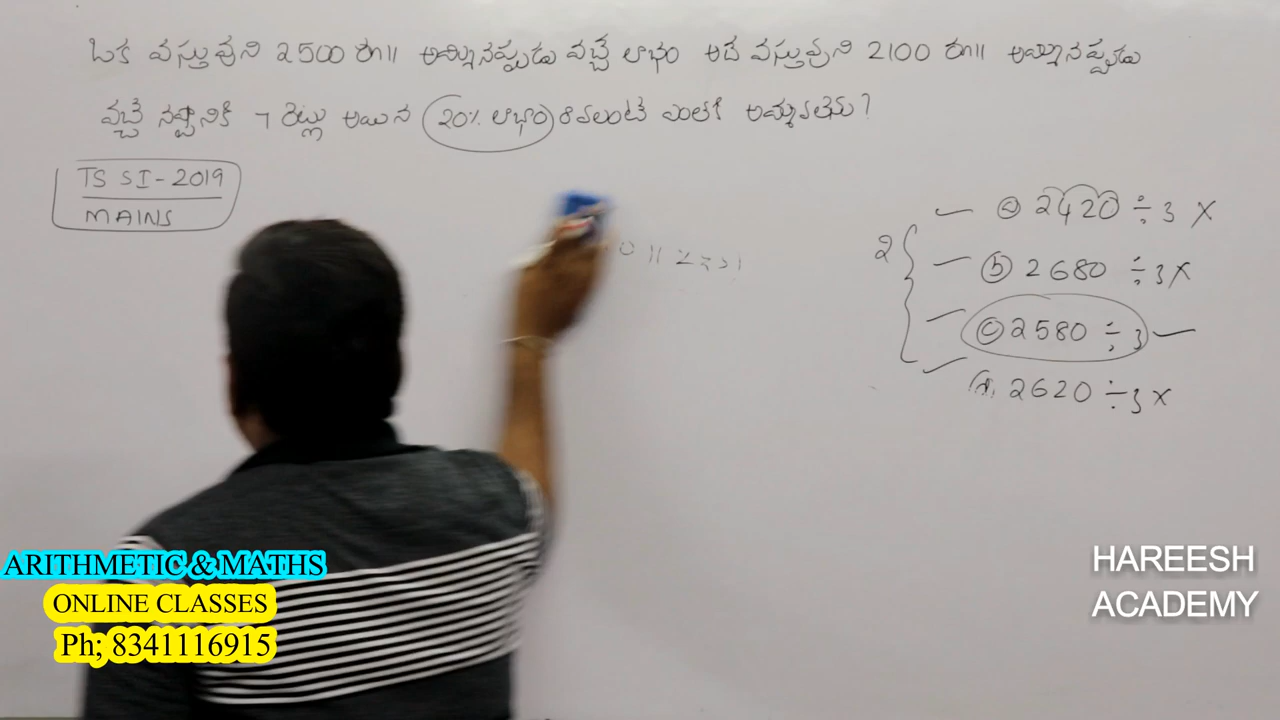 ఒక వస్తువుని 2500 రూ॥ అమ్మినప్పుడు వచ్చే లాభం అదే వస్తువుని 2100 రూ॥ అమ్మినప్పుడు
వచ్చే నష్టానికి 7 రెట్లు అయిన 20% లాభం రావలంటే ఎంతకి అమ్మవలెను?
TS SI-2019
MAINS
ⓐ 2420 ÷ 3 X
2 { ⓑ 2680 ÷ 3 X
ⓒ 2580 ÷ 3
ⓓ 2620 ÷ 3 X
ARITHMETIC & MATHS
ONLINE CLASSES
Ph; 8341116915
HAREESH
ACADEMY